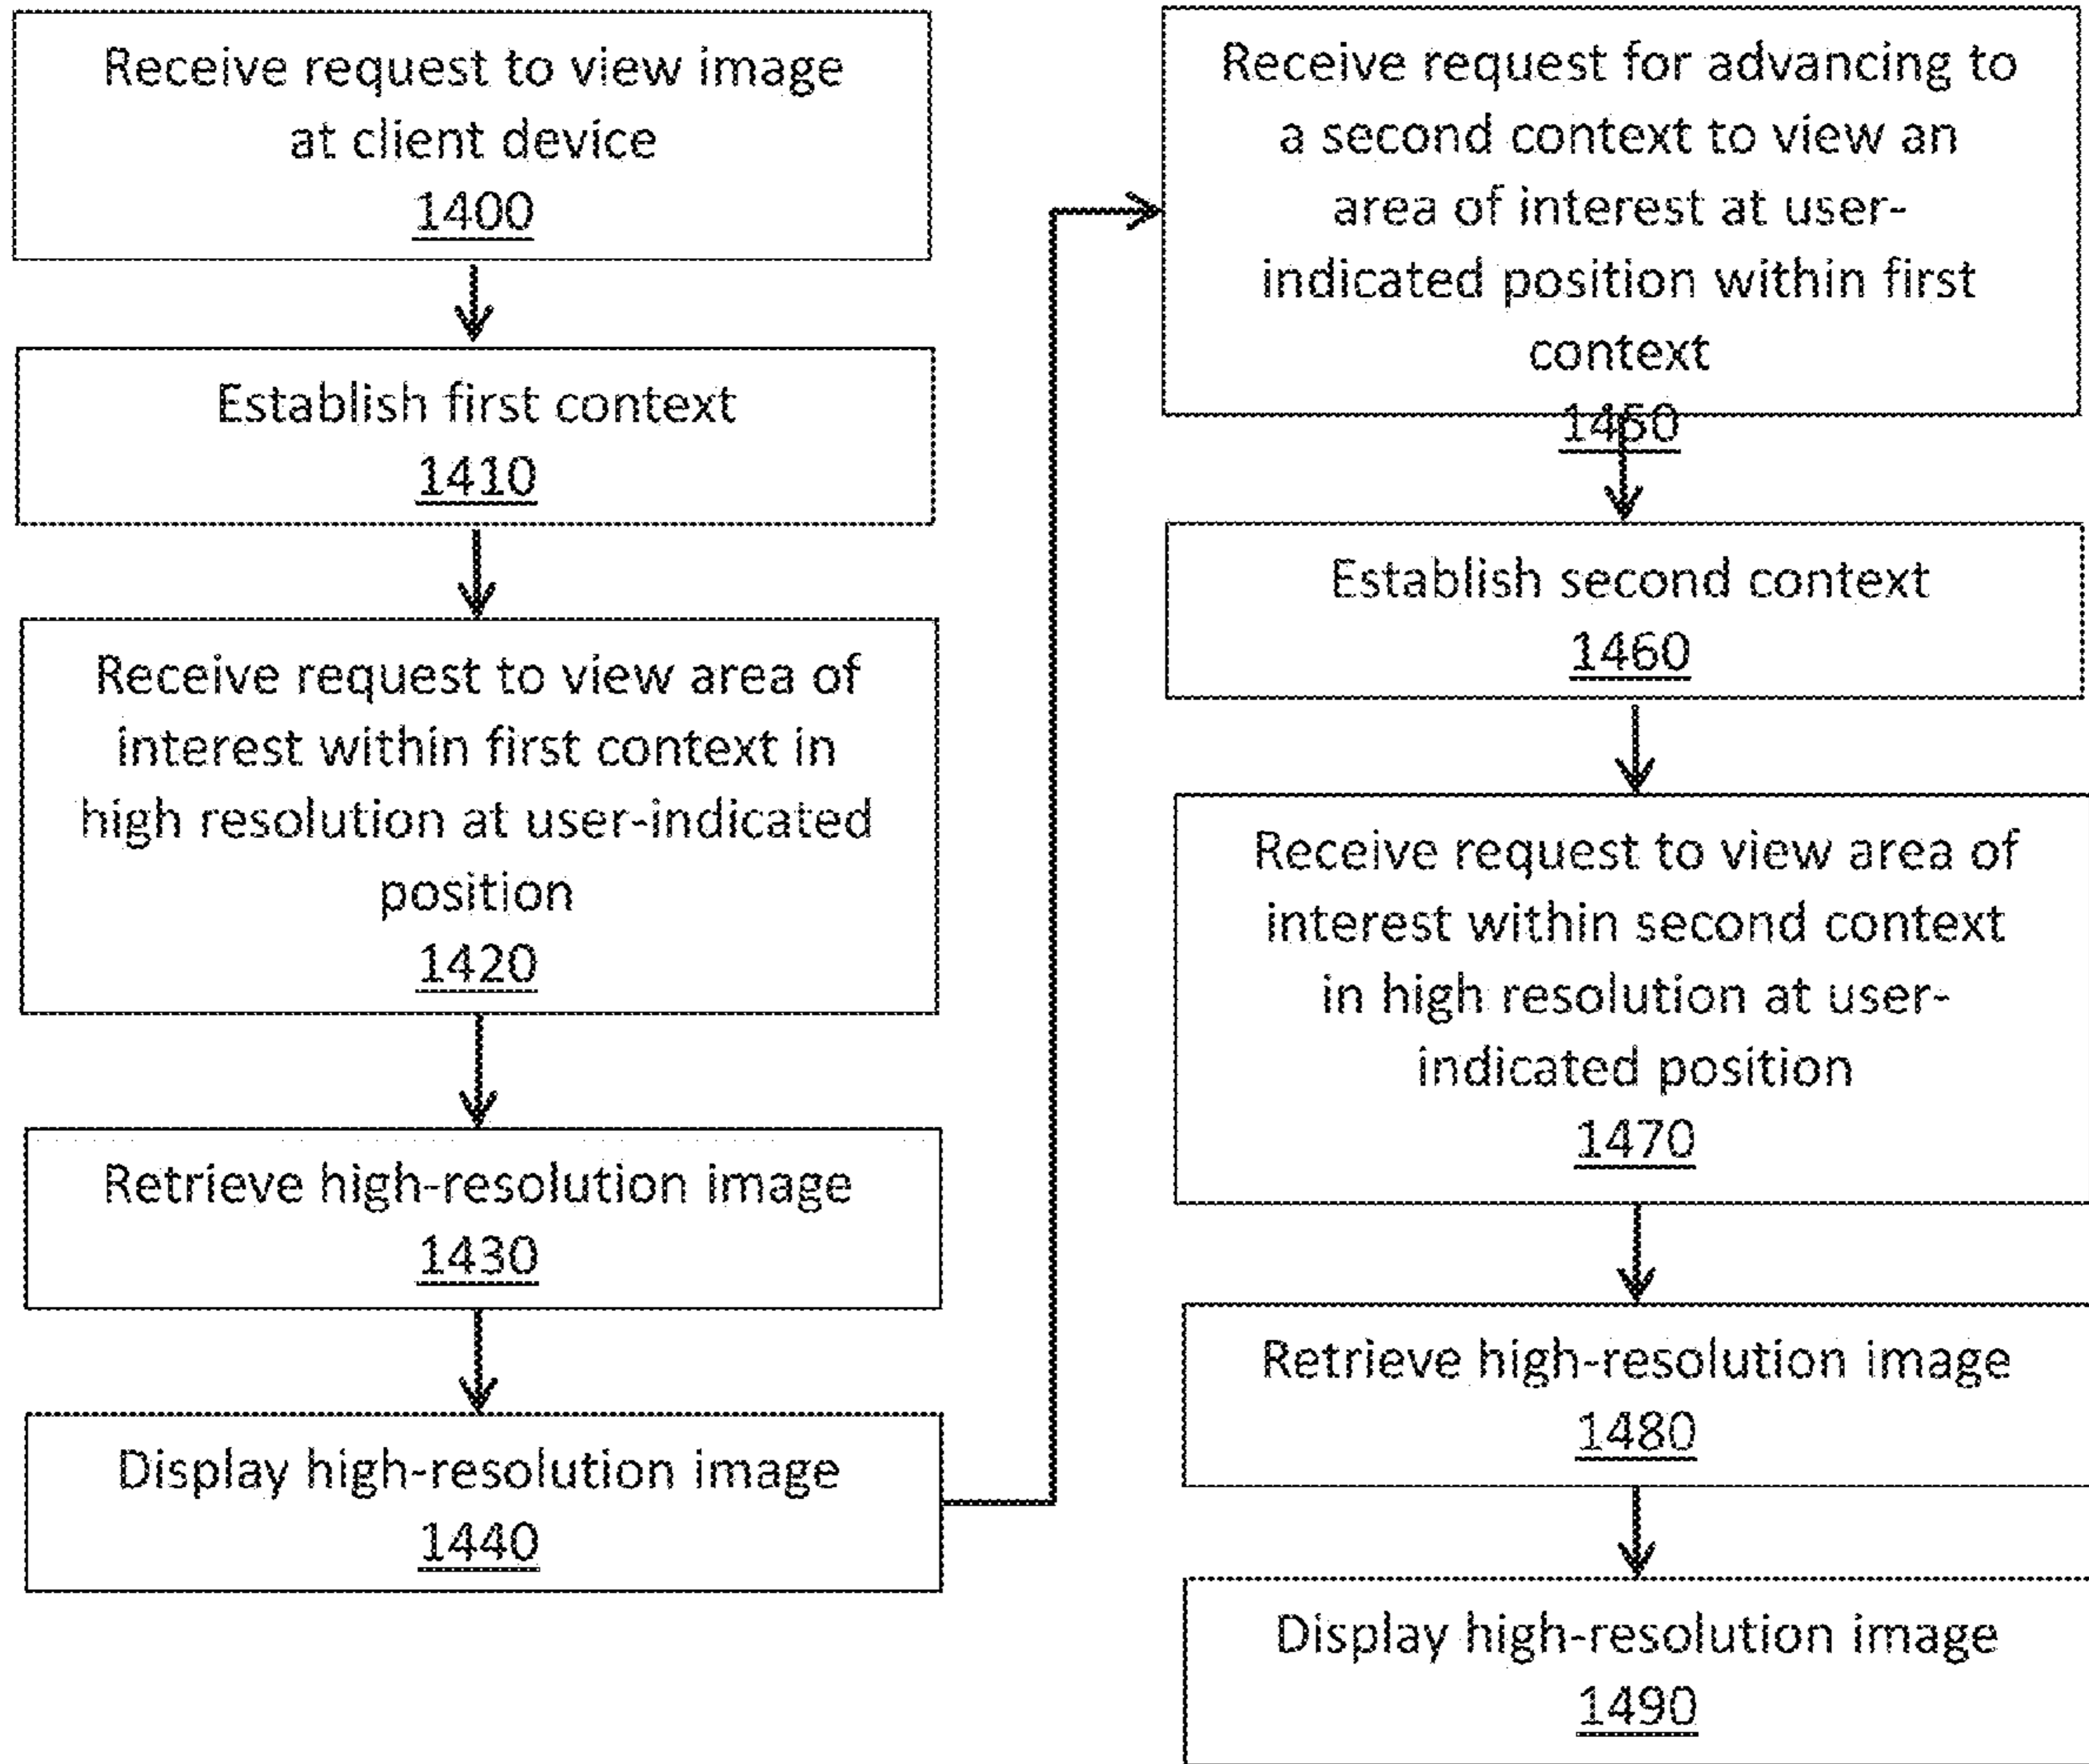 Receive request to view image
at client device
1400
Establish first context
1410
Receive request to view area of
interest within first context in
high resolution at user-indicated
position
1420
Retrieve high-resolution image
1430
Display high-resolution image
1440
Receive request for advancing to
a second context to view an
area of interest at user-
indicated position within first
context
1450
Establish second context
1460
Receive request to view area of
interest within second context
in high resolution at user-
indicated position
1470
Retrieve high-resolution image
1480
Display high-resolution image
1490